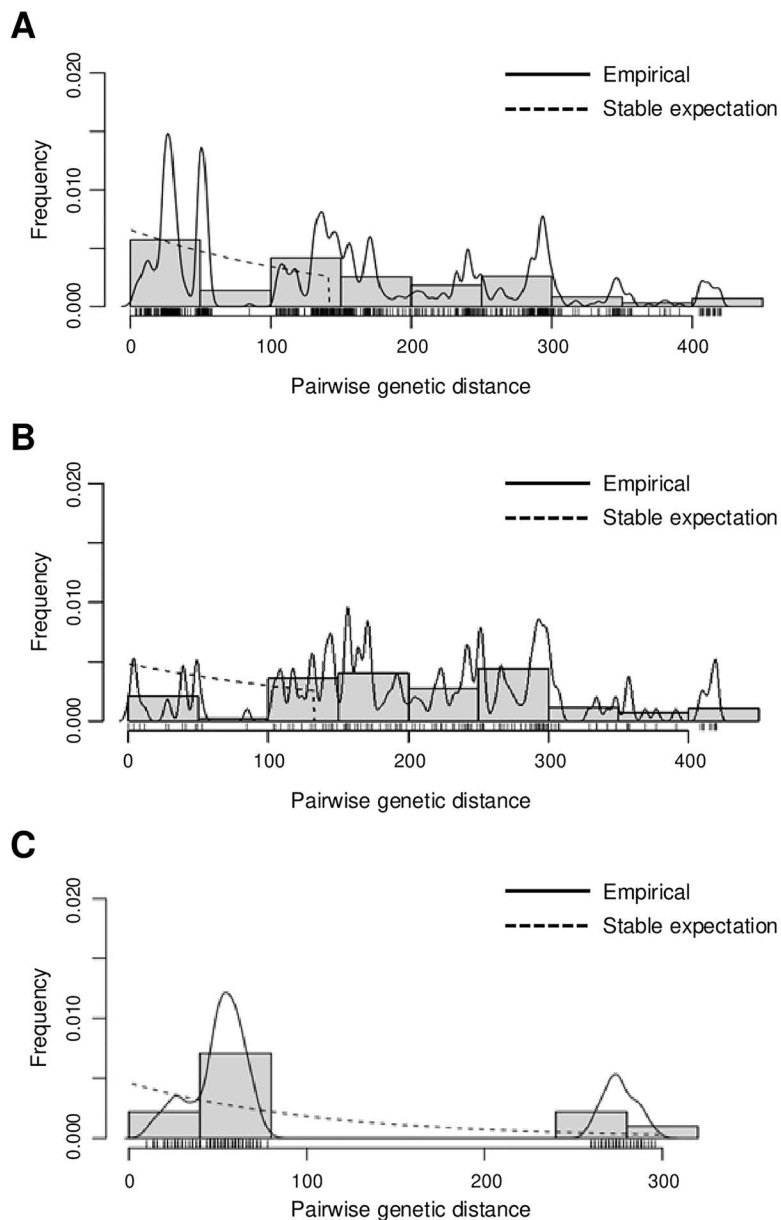 A
Empirical
Stable expectation
Frequency
0.020
0.010
0.000
0 100 200 300 400
Pairwise genetic distance
B
Empirical
Stable expectation
Frequency
0.020
0.010
0.000
0 100 200 300 400
Pairwise genetic distance
C
Empirical
Stable expectation
Frequency
0.020
0.010
0.000
0 100 200 300
Pairwise genetic distance